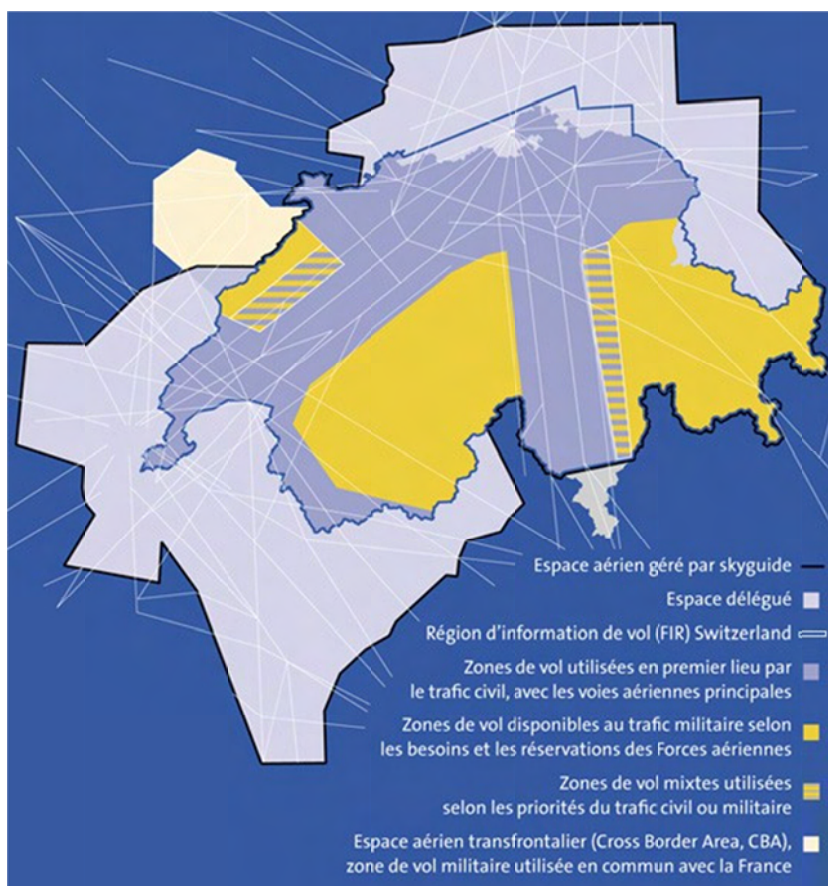 Espace aérien géré par skyguide
Espace délégué
Région d'information de vol (FIR) Switzerland
Zones de vol utilisées en premier lieu par
le trafic civil, avec les voies aériennes principales
Zones de vol disponibles au trafic militaire selon
les besoins et les réservations des Forces aériennes
Zones de vol mixtes utilisées
selon les priorités du trafic civil ou militaire
Espace aérien transfrontalier (Cross Border Area, CBA),
zone de vol militaire utilisée en commun avec la France